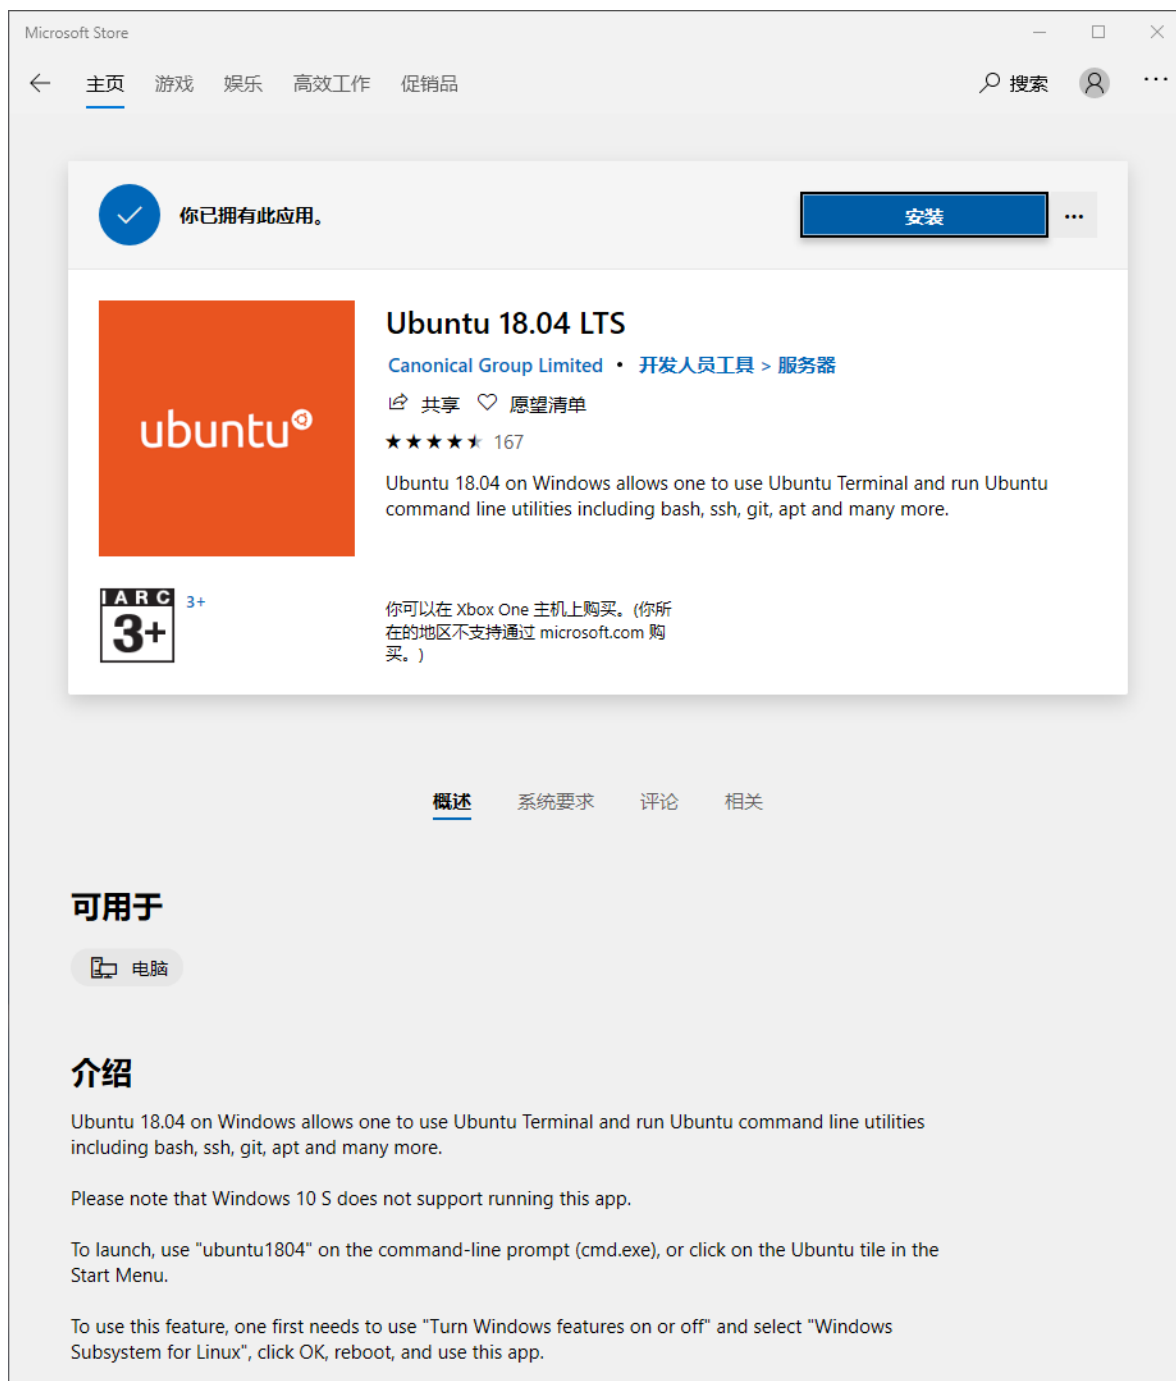 Microsoft Store
主页 游戏 娱乐 高效工作 促销品 搜索
你已拥有此应用。 安装
ubuntu
Ubuntu 18.04 LTS
Canonical Group Limited • 开发人员工具 > 服务器
共享 愿望清单
167
Ubuntu 18.04 on Windows allows one to use Ubuntu Terminal and run Ubuntu
command line utilities including bash, ssh, git, apt and many more.
IARC
3+
3+
你可以在 Xbox One 主机上购买。(你所
在的地区不支持通过 microsoft.com 购
买。)
概述 系统要求 评论 相关
可用于
电脑
介绍
Ubuntu 18.04 on Windows allows one to use Ubuntu Terminal and run Ubuntu command line utilities
including bash, ssh, git, apt and many more.
Please note that Windows 10 S does not support running this app.
To launch, use "ubuntu1804" on the command-line prompt (cmd.exe), or click on the Ubuntu tile in the
Start Menu.
To use this feature, one first needs to use "Turn Windows features on or off" and select "Windows
Subsystem for Linux", click OK, reboot, and use this app.